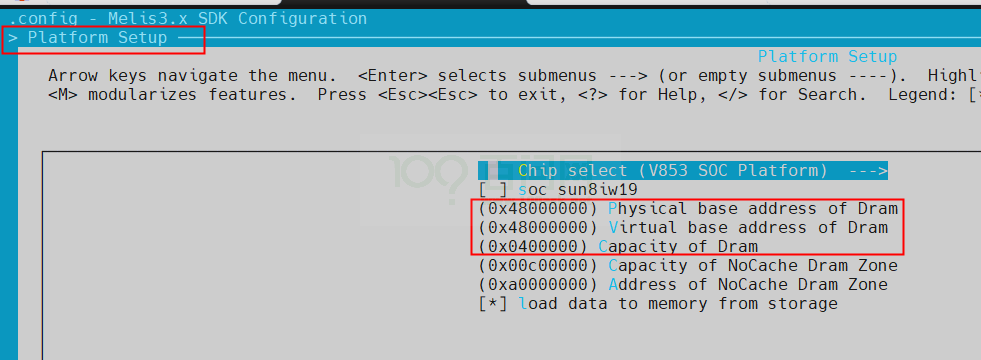 .config - Melis3.x SDK Configuration
> Platform Setup
Platform Setup
Arrow keys navigate the menu. <Enter> selects submenus ---> (or empty submenus ----). Highl
<M> modularizes features. Press <Esc><Esc> to exit, <?> for Help, </> for Search. Legend: [
Chip select (V853 SOC Platform) --->
[ ] soc sun8iw19
(0x48000000) Physical base address of Dram
(0x48000000) Virtual base address of Dram
(0x0400000) Capacity of Dram
(0x00c00000) Capacity of NoCache Dram Zone
(0xa0000000) Address of NoCache Dram Zone
[*] load data to memory from storage